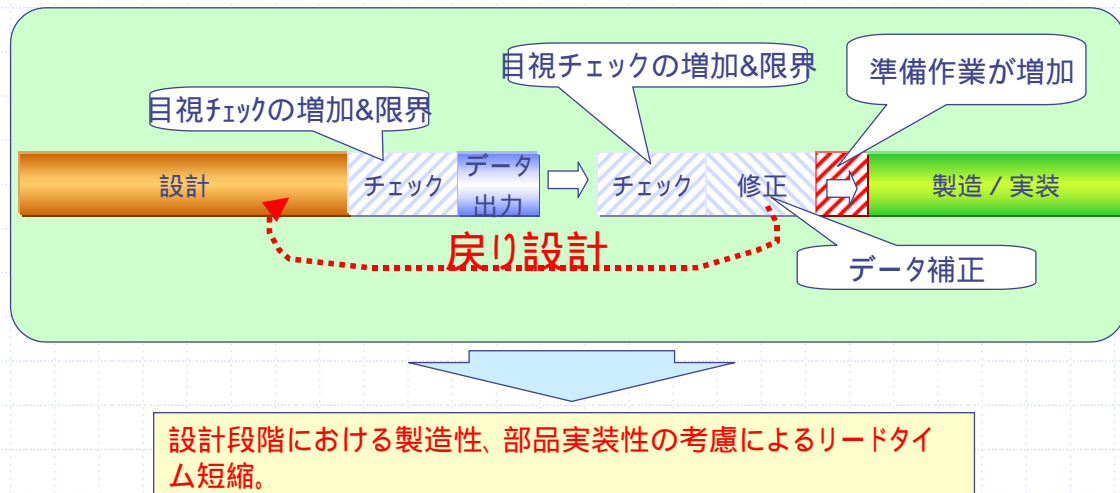 目視チェックの増加&限界
準備作業が増加
目視ﾁｪｯｸの増加&限界
設計
チェック
データ
出力
チェック
修正
製造 / 実装
戻り設計
データ補正
設計段階における製造性、部品実装性の考慮によるリードタイ
ム短縮。